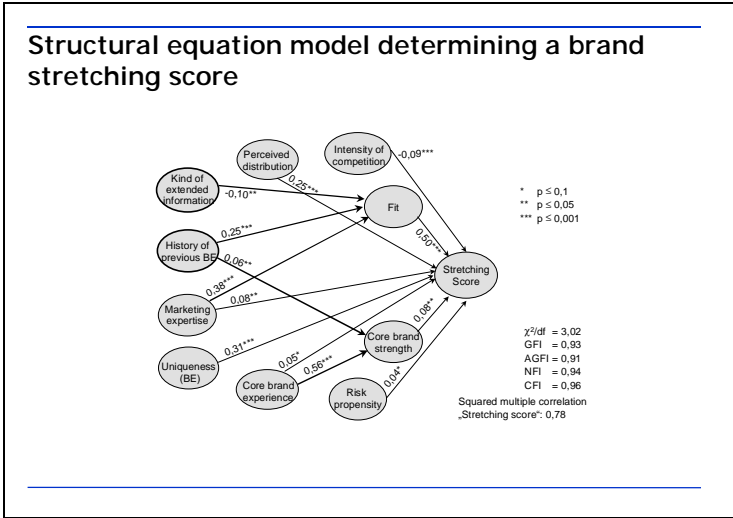 Structural equation model determining a brand
stretching score
Perceived
distribution
Intensity of
competition
-0,09***
Kind of
extended
information
-0,10**
0,25***
Fit
* p ≤ 0,1
** p ≤ 0,05
*** p ≤ 0,001
History of
previous BE
0,25***
0,06**
0,50***
Stretching
Score
Marketing
expertise
0,38***
0,08**
Uniqueness
(BE)
0,31***
0,05*
0,56***
Core brand
strength
0,08**
Core brand
experience
Risk
propensity
0,04*
χ²/df = 3,02
GFI = 0,93
AGFI = 0,91
NFI = 0,94
CFI = 0,96
Squared multiple correlation
„Stretching score“: 0,78